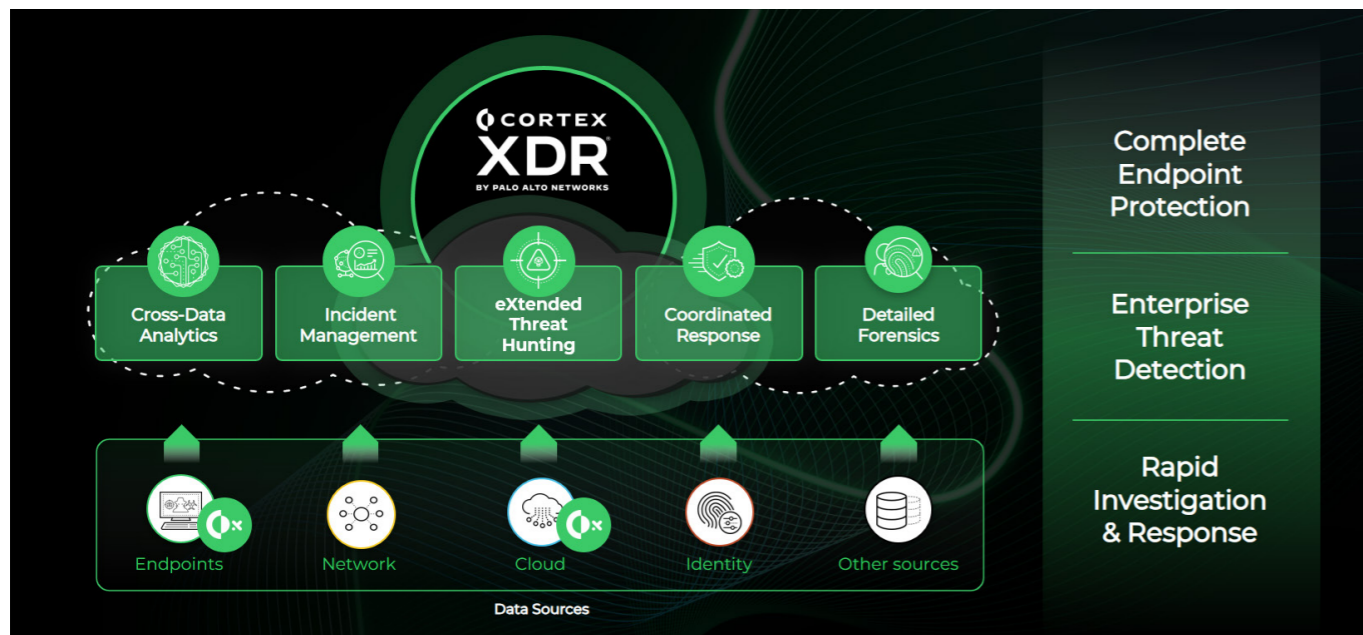 CORTEX
XDR
BY PALO ALTO NETWORKS
Cross-Data
Analytics
Incident
Management
eXtended
Threat
Hunting
Coordinated
Response
Detailed
Forensics
Endpoints
Network
Cloud
Identity
Other sources
Data Sources
Complete
Endpoint
Protection
Enterprise
Threat
Detection
Rapid
Investigation
& Response